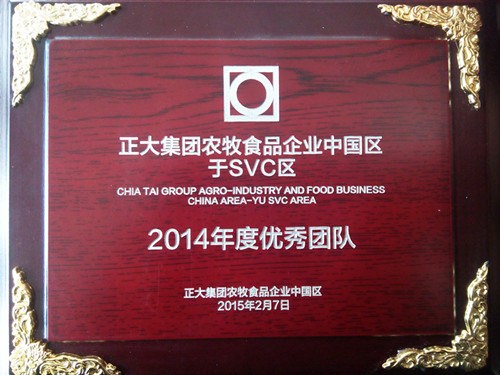 正大集团农牧食品企业中国区
于SVC区
CHIA TAI GROUP AGRO-INDUSTRY AND FOOD BUSINESS
CHINA AREA-YU SVC AREA
2014年度优秀团队
正大集团农牧食品企业中国区
2015年2月7日